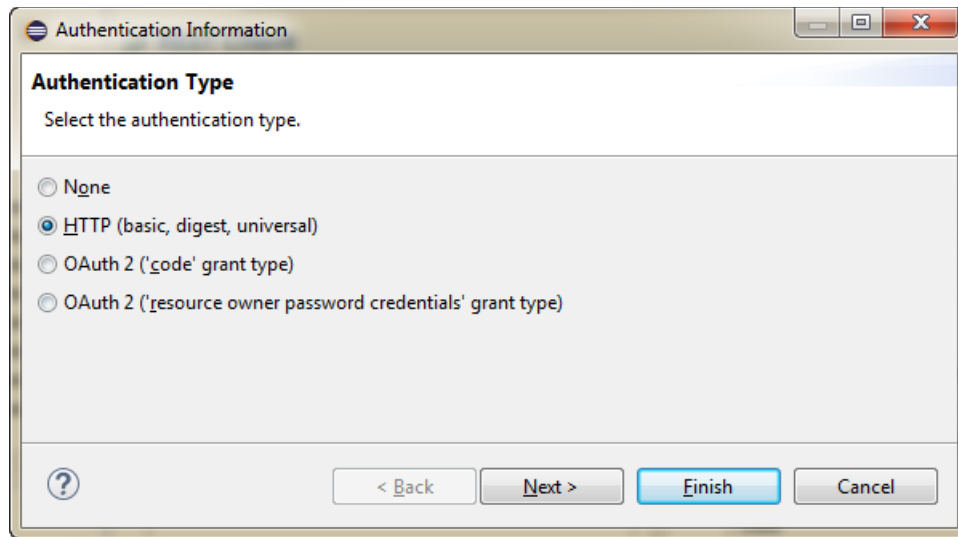 Authentication Information
Authentication Type
Select the authentication type.
None
HTTP (basic, digest, universal)
OAuth 2 ('code' grant type)
OAuth 2 ('resource owner password credentials' grant type)
? < Back Next > Finish Cancel